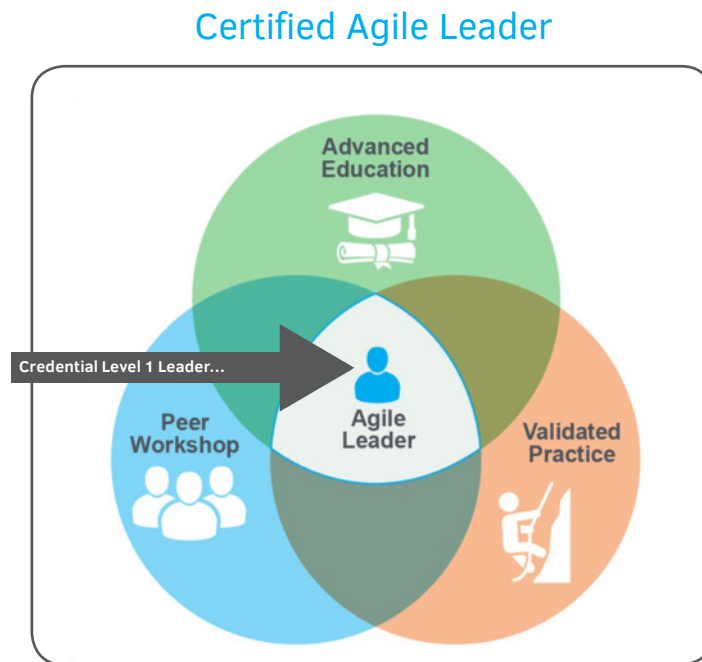 Certified Agile Leader
Advanced
Education
Credential Level 1 Leader...
Peer
Workshop
Agile
Leader
Validated
Practice